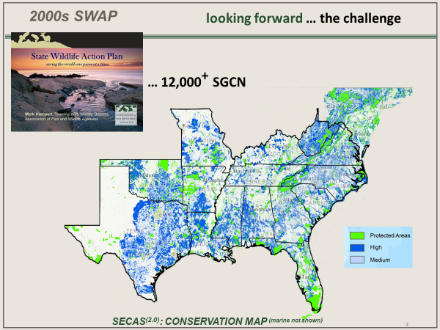 2000s SWAP
looking forward ... the challenge
State Wildlife Action Plan
... 12,000+ SGCN
Protected Areas
High
Medium
SECAS(2.0): CONSERVATION MAP (marine not shown)